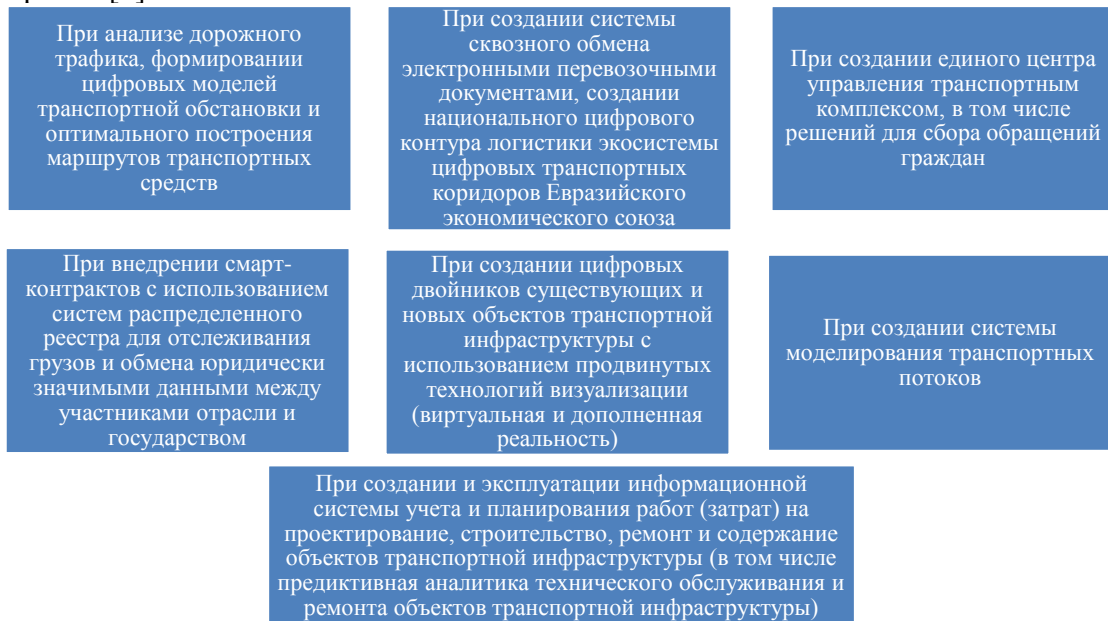 При анализе дорожного
трафика, формировании
цифровых моделей
транспортной обстановки и
оптимального построения
маршрутов транспортных
средств
При создании системы
сквозного обмена
электронными перевозочными
документами, создании
национального цифрового
контура логистики экосистемы
цифровых транспортных
коридоров Евразийского
экономического союза
При создании единого центра
управления транспортным
комплексом, в том числе
решений для сбора обращений
граждан
При внедрении смарт-
контрактов с использованием
систем распределенного
реестра для отслеживания
грузов и обмена юридически
значимыми данными между
участниками отрасли и
государством
При создании цифровых
двойников существующих и
новых объектов транспортной
инфраструктуры с
использованием продвинутых
технологий визуализации
(виртуальная и дополненная
реальность)
При создании системы
моделирования транспортных
потоков
При создании и эксплуатации информационной
системы учета и планирования работ (затрат) на
проектирование, строительство, ремонт и содержание
объектов транспортной инфраструктуры (в том числе
предиктивная аналитика технического обслуживания и
ремонта объектов транспортной инфраструктуры)